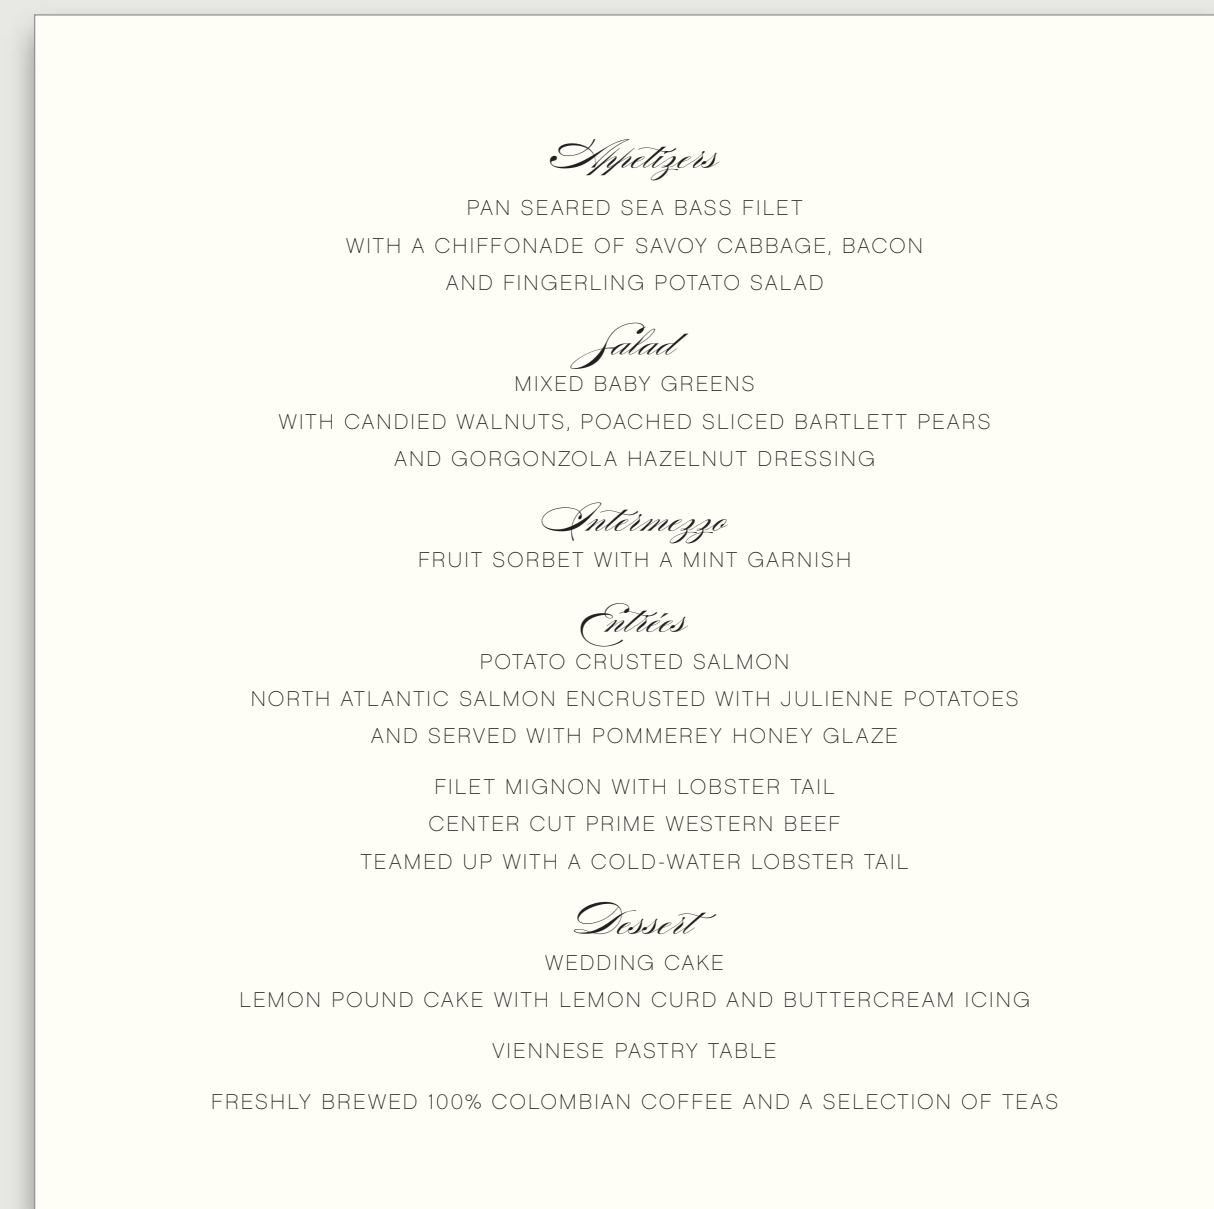 Appetizers
PAN SEARED SEA BASS FILET
WITH A CHIFFONADE OF SAVOY CABBAGE, BACON
AND FINGERLING POTATO SALAD
Salad
MIXED BABY GREENS
WITH CANDIED WALNUTS, POACHED SLICED BARTLETT PEARS
AND GORGONZOLA HAZELNUT DRESSING
Intermezzo
FRUIT SORBET WITH A MINT GARNISH
Entrées
POTATO CRUSTED SALMON
NORTH ATLANTIC SALMON ENCRUSTED WITH JULIENNE POTATOES
AND SERVED WITH POMMEREY HONEY GLAZE
FILET MIGNON WITH LOBSTER TAIL
CENTER CUT PRIME WESTERN BEEF
TEAMED UP WITH A COLD-WATER LOBSTER TAIL
Dessert
WEDDING CAKE
LEMON POUND CAKE WITH LEMON CURD AND BUTTERCREAM ICING
VIENNESE PASTRY TABLE
FRESHLY BREWED 100% COLOMBIAN COFFEE AND A SELECTION OF TEAS